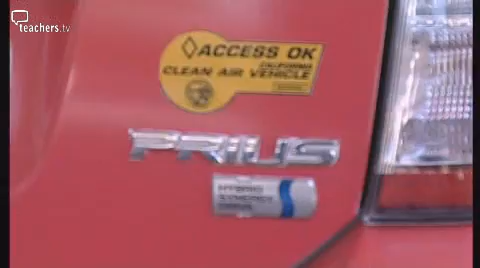 teachers.tv
ACCESS OK
CALIFORNIA
CLEAN AIR VEHICLE
PRIUS
HYBRID
SYNERGY
DRIVE